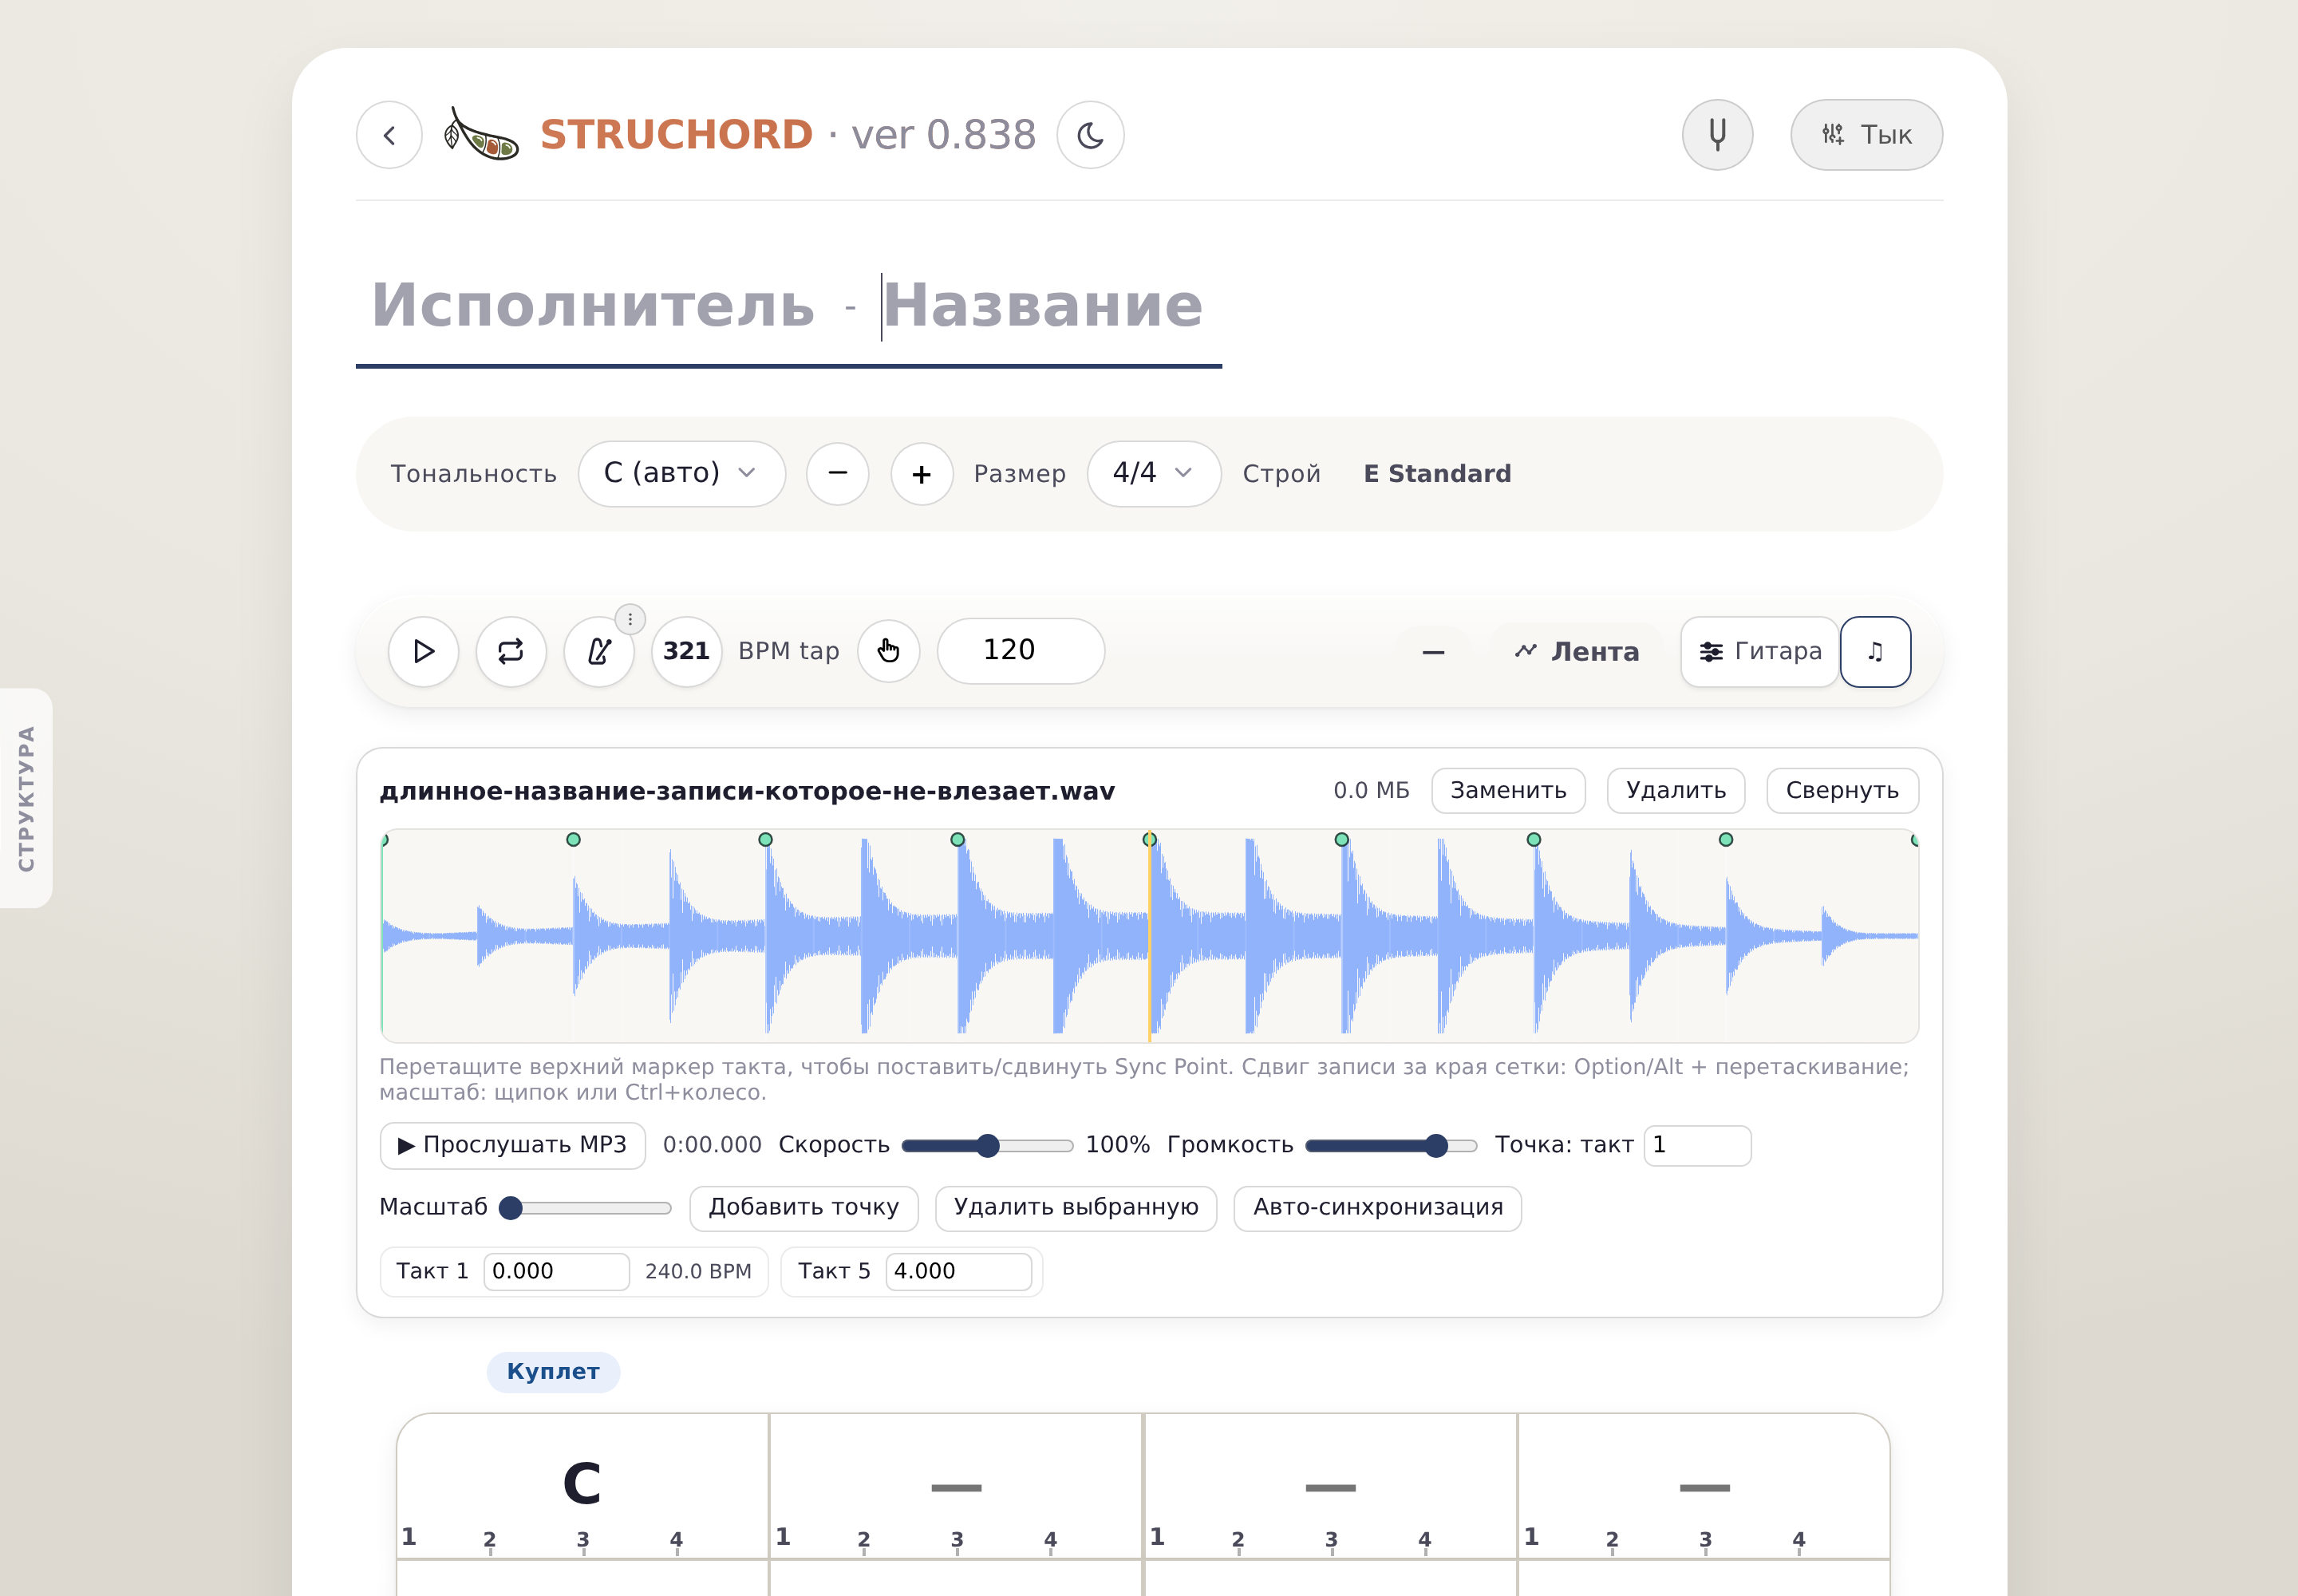 STRUCHORD · ver 0.838
Тык
Исполнитель - Название
Тональность C (авто) − + Размер 4/4 Строй E Standard
321 BPM tap 120 — Лента Гитара ♫
СТРУКТУРА
длинное-название-записи-которое-не-влезает.wav 0.0 МБ Заменить Удалить Свернуть
Перетащите верхний маркер такта, чтобы поставить/сдвинуть Sync Point. Сдвиг записи за края сетки: Option/Alt + перетаскивание;
масштаб: щипок или Ctrl+колесо.
▶ Прослушать MP3 0:00.000 Скорость 100% Громкость Точка: такт 1
Масштаб Добавить точку Удалить выбранную Авто-синхронизация
Такт 1 0.000 240.0 BPM Такт 5 4.000
Куплет
C — — —
1 2 3 4 1 2 3 4 1 2 3 4 1 2 3 4